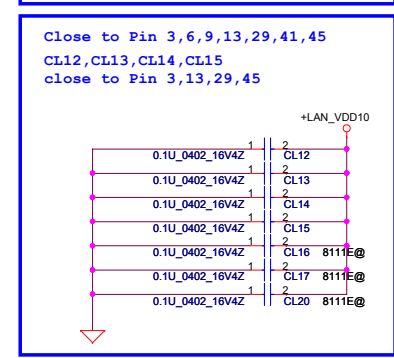 Close to Pin 3,6,9,13,29,41,45
CL12,CL13,CL14,CL15
close to Pin 3,13,29,45
+LAN_VDD10
1 2
0.1U_0402_16V4Z CL12
1 2
0.1U_0402_16V4Z CL13
1 2
0.1U_0402_16V4Z CL14
1 2
0.1U_0402_16V4Z CL15
1 2
0.1U_0402_16V4Z CL16 8111E@
1 2
0.1U_0402_16V4Z CL17 8111E@
1 2
0.1U_0402_16V4Z CL20 8111E@